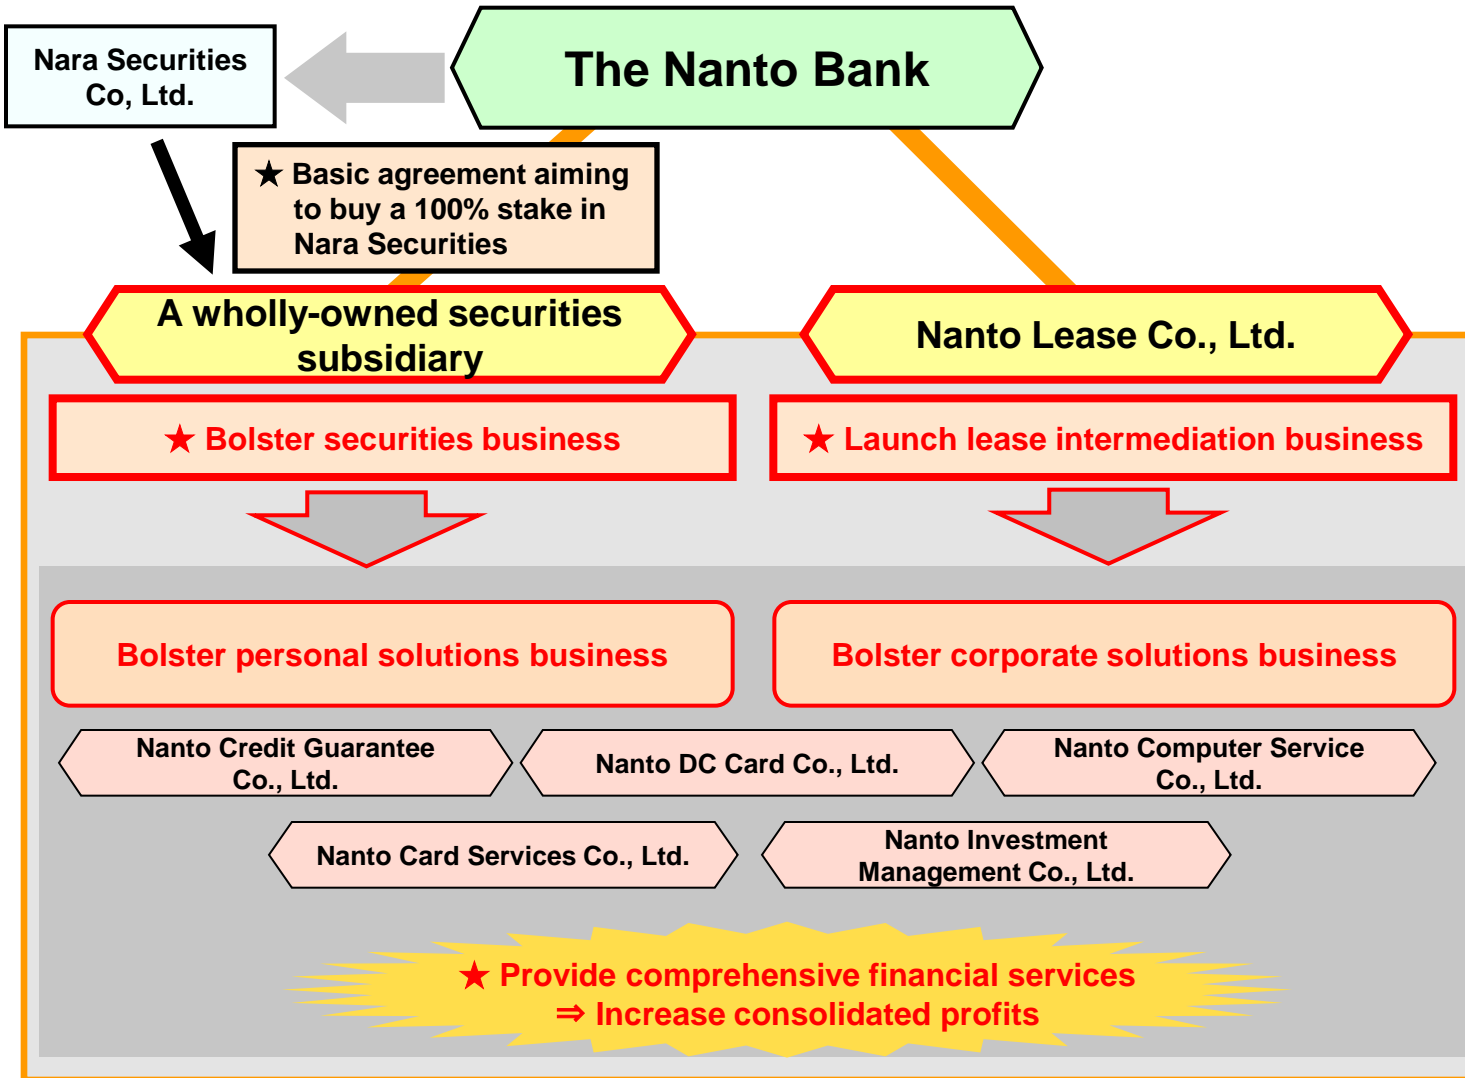 Nara Securities
Co, Ltd.
The Nanto Bank
★ Basic agreement aiming
to buy a 100% stake in
Nara Securities
A wholly-owned securities
subsidiary
Nanto Lease Co., Ltd.
★ Bolster securities business
★ Launch lease intermediation business
Bolster personal solutions business
Bolster corporate solutions business
Nanto Credit Guarantee
Co., Ltd.
Nanto DC Card Co., Ltd.
Nanto Computer Service
Co., Ltd.
Nanto Card Services Co., Ltd.
Nanto Investment
Management Co., Ltd.
★ Provide comprehensive financial services
⇒ Increase consolidated profits